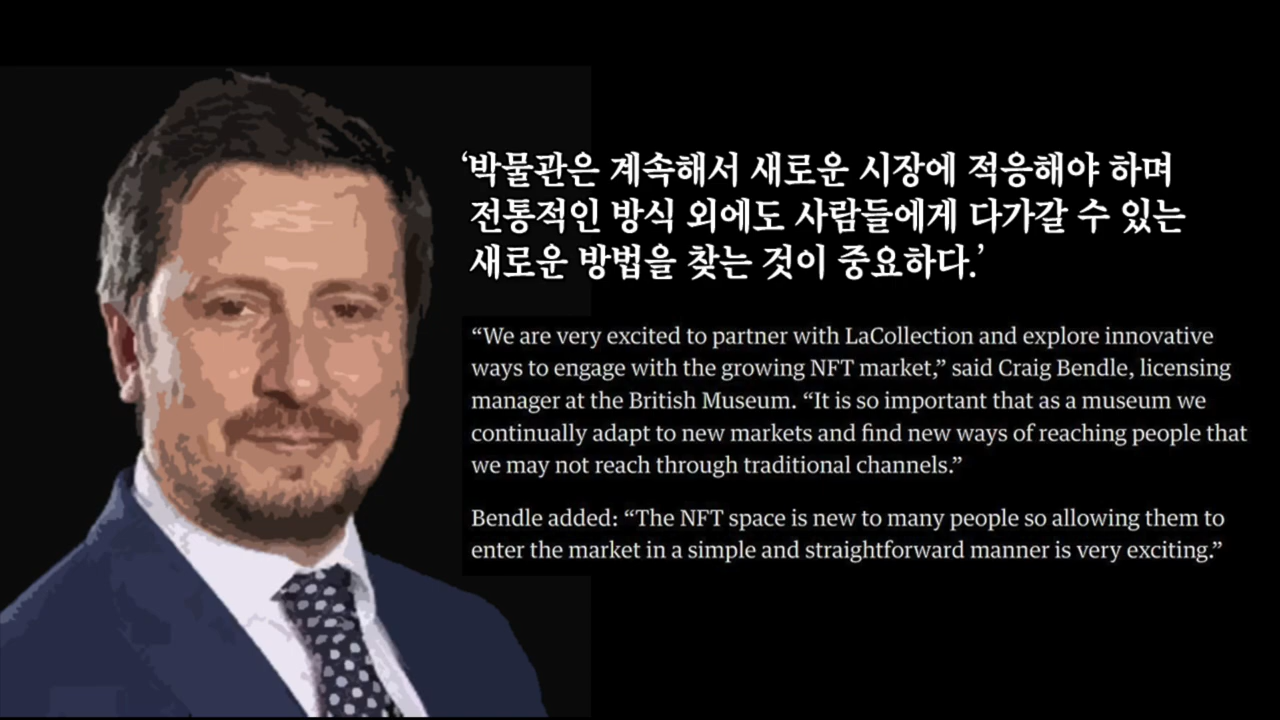 ‘박물관은 계속해서 새로운 시장에 적응해야 하며
전통적인 방식 외에도 사람들에게 다가갈 수 있는
새로운 방법을 찾는 것이 중요하다.’
“We are very excited to partner with LaCollection and explore innovative
ways to engage with the growing NFT market,” said Craig Bendle, licensing
manager at the British Museum. “It is so important that as a museum we
continually adapt to new markets and find new ways of reaching people that
we may not reach through traditional channels.”
Bendle added: “The NFT space is new to many people so allowing them to
enter the market in a simple and straightforward manner is very exciting.”